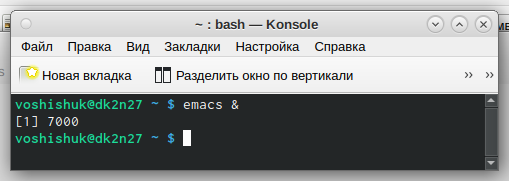 ~ : bash — Konsole
Файл Правка Вид Закладки Настройка Справка
Новая вкладка Разделить окно по вертикали ›› ››
voshishuk@dk2n27 ~ $ emacs &
[1] 7000
voshishuk@dk2n27 ~ $